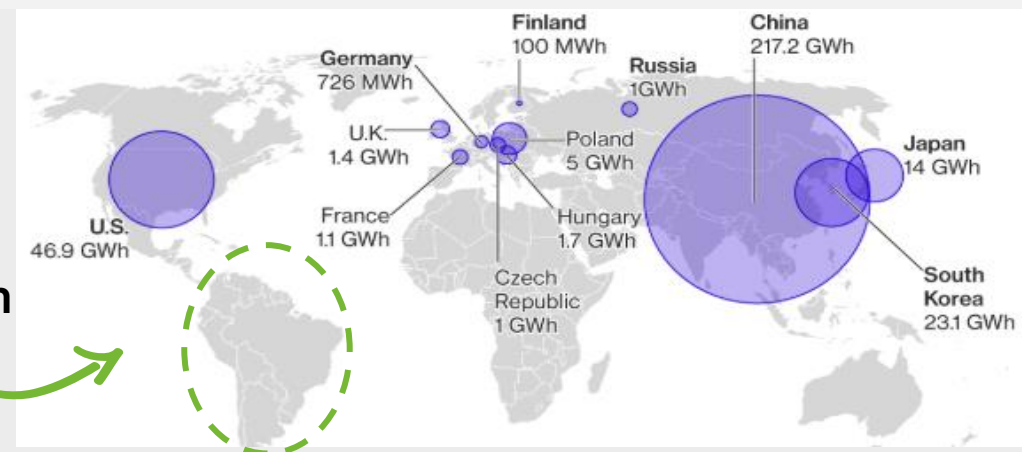 Finland
100 MWh
China
217.2 GWh
Germany
726 MWh
Russia
1GWh
U.K.
1.4 GWh
Poland
5 GWh
Japan
14 GWh
U.S.
46.9 GWh
France
1.1 GWh
Hungary
1.7 GWh
Czech
Republic
1 GWh
South
Korea
23.1 GWh